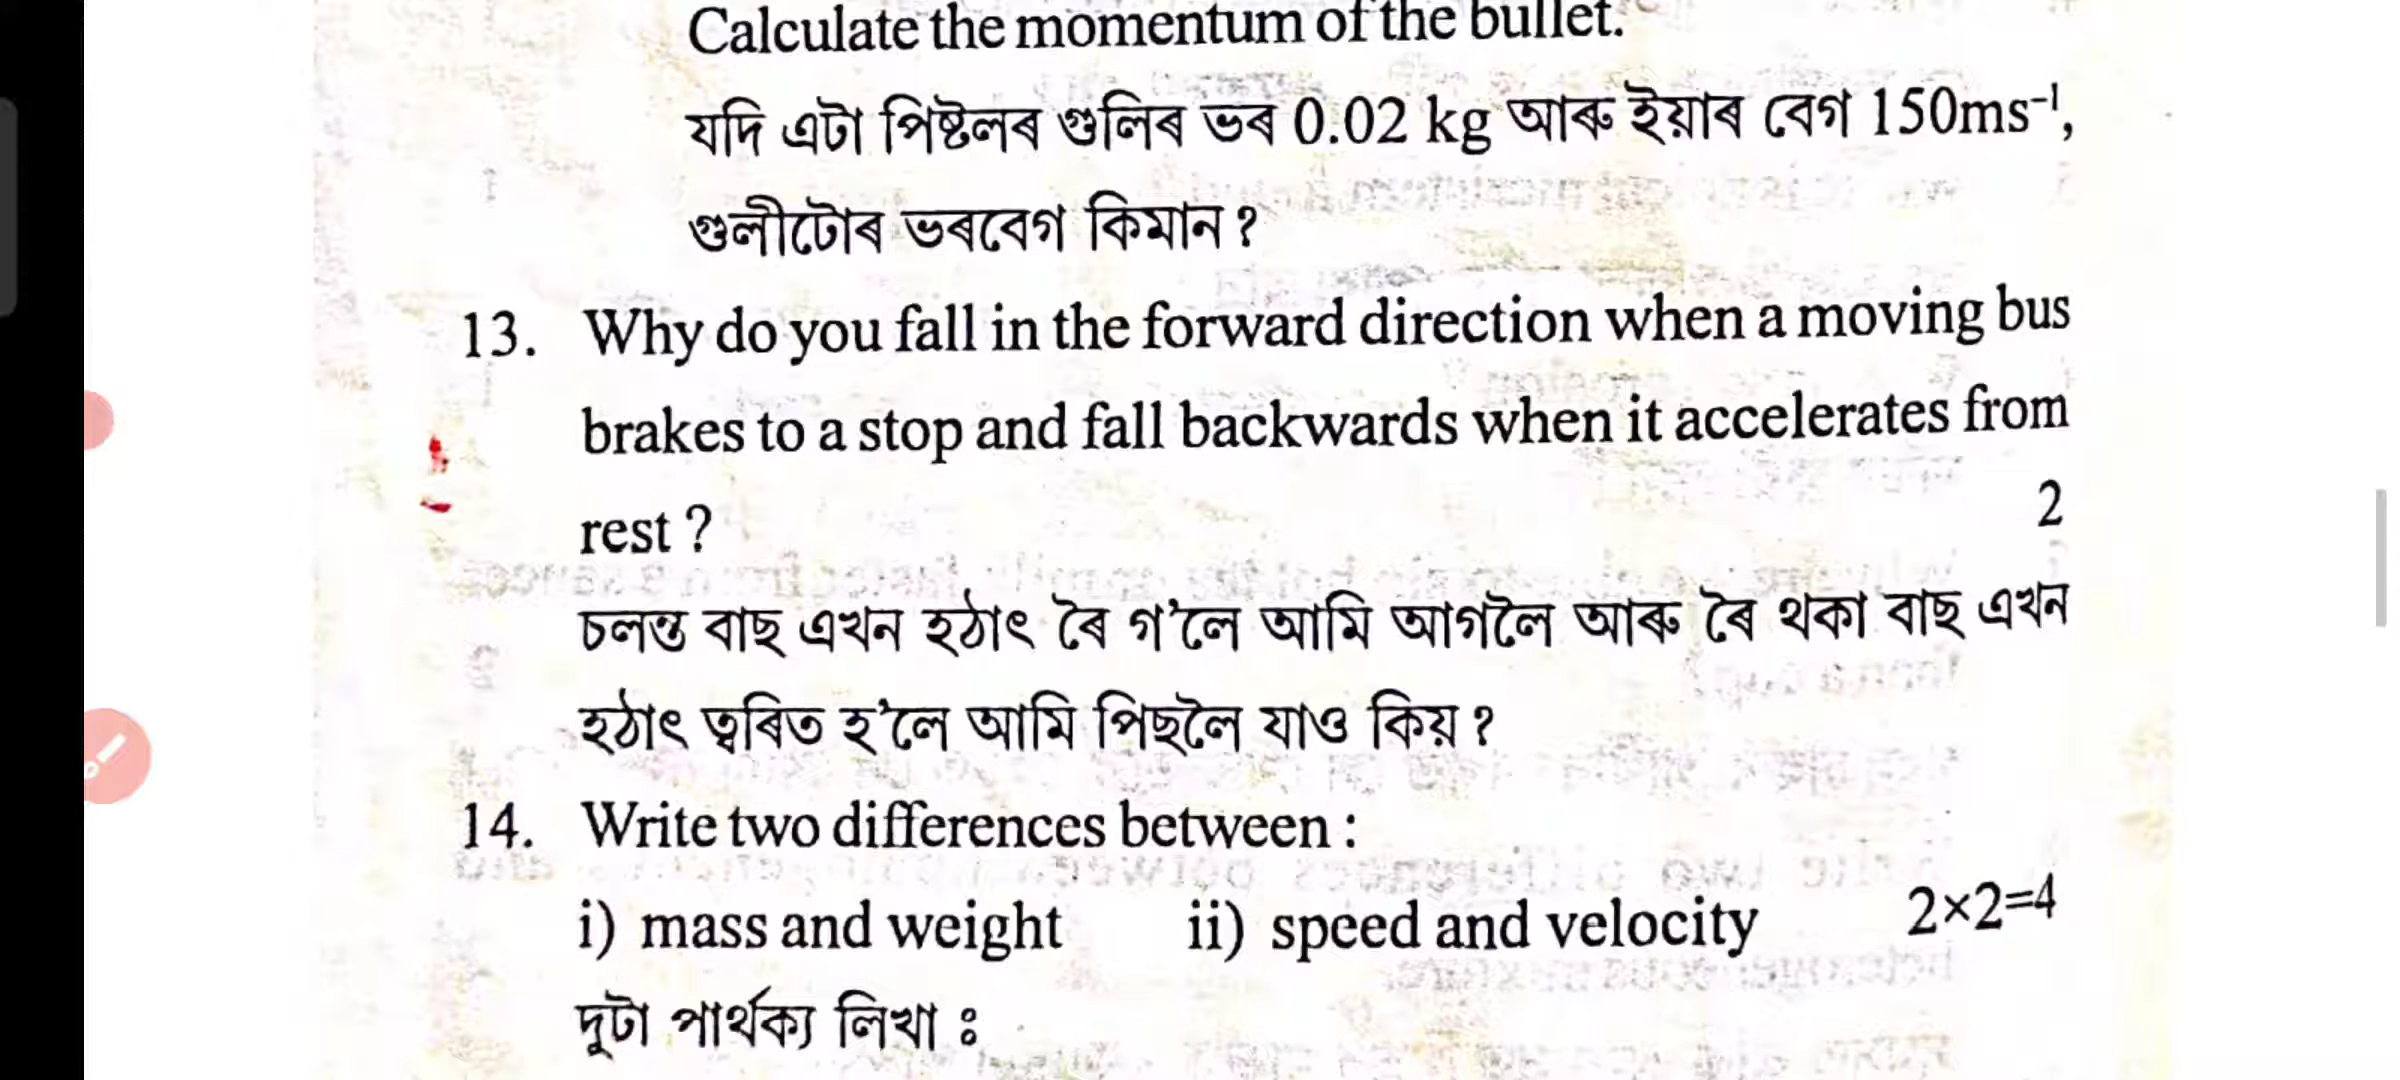 Calculate the momentum of the bullet.
যদি এটা পিষ্টলৰ গুলিৰ ভৰ 0.02 kg আৰু ইয়াৰ বেগ 150ms⁻¹,
গুলীটোৰ ভৰবেগ কিমান ?
13. Why do you fall in the forward direction when a moving bus
brakes to a stop and fall backwards when it accelerates from
rest ? 2
চলন্ত বাছ এখন হঠাৎ ৰৈ গ'লে আমি আগলৈ আৰু ৰৈ থকা বাছ এখন
হঠাৎ ত্বৰিত হ'লে আমি পিছলৈ যাও কিয় ?
14. Write two differences between :
i) mass and weight ii) speed and velocity 2×2=4
দুটা পাৰ্থক্য লিখা ঃ